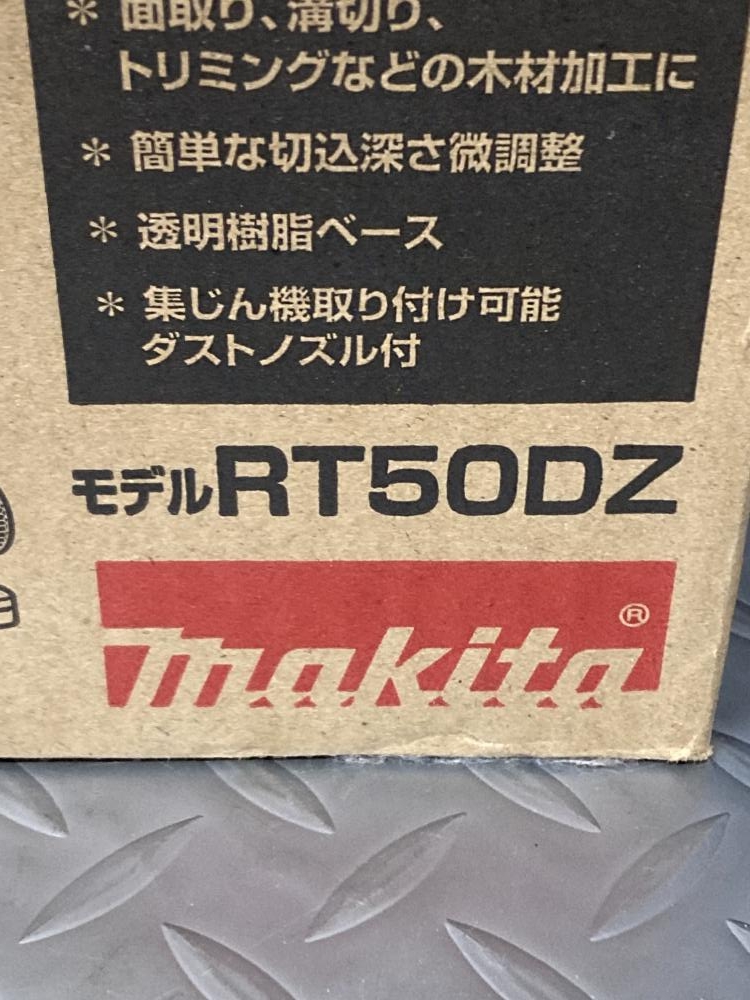 * 面取り、溝切り、
トリミングなどの木材加工に
* 簡単な切込深さ微調整
* 透明樹脂ベース
* 集じん機取り付け可能
ダストノズル付
モデルRT50DZ
makita®